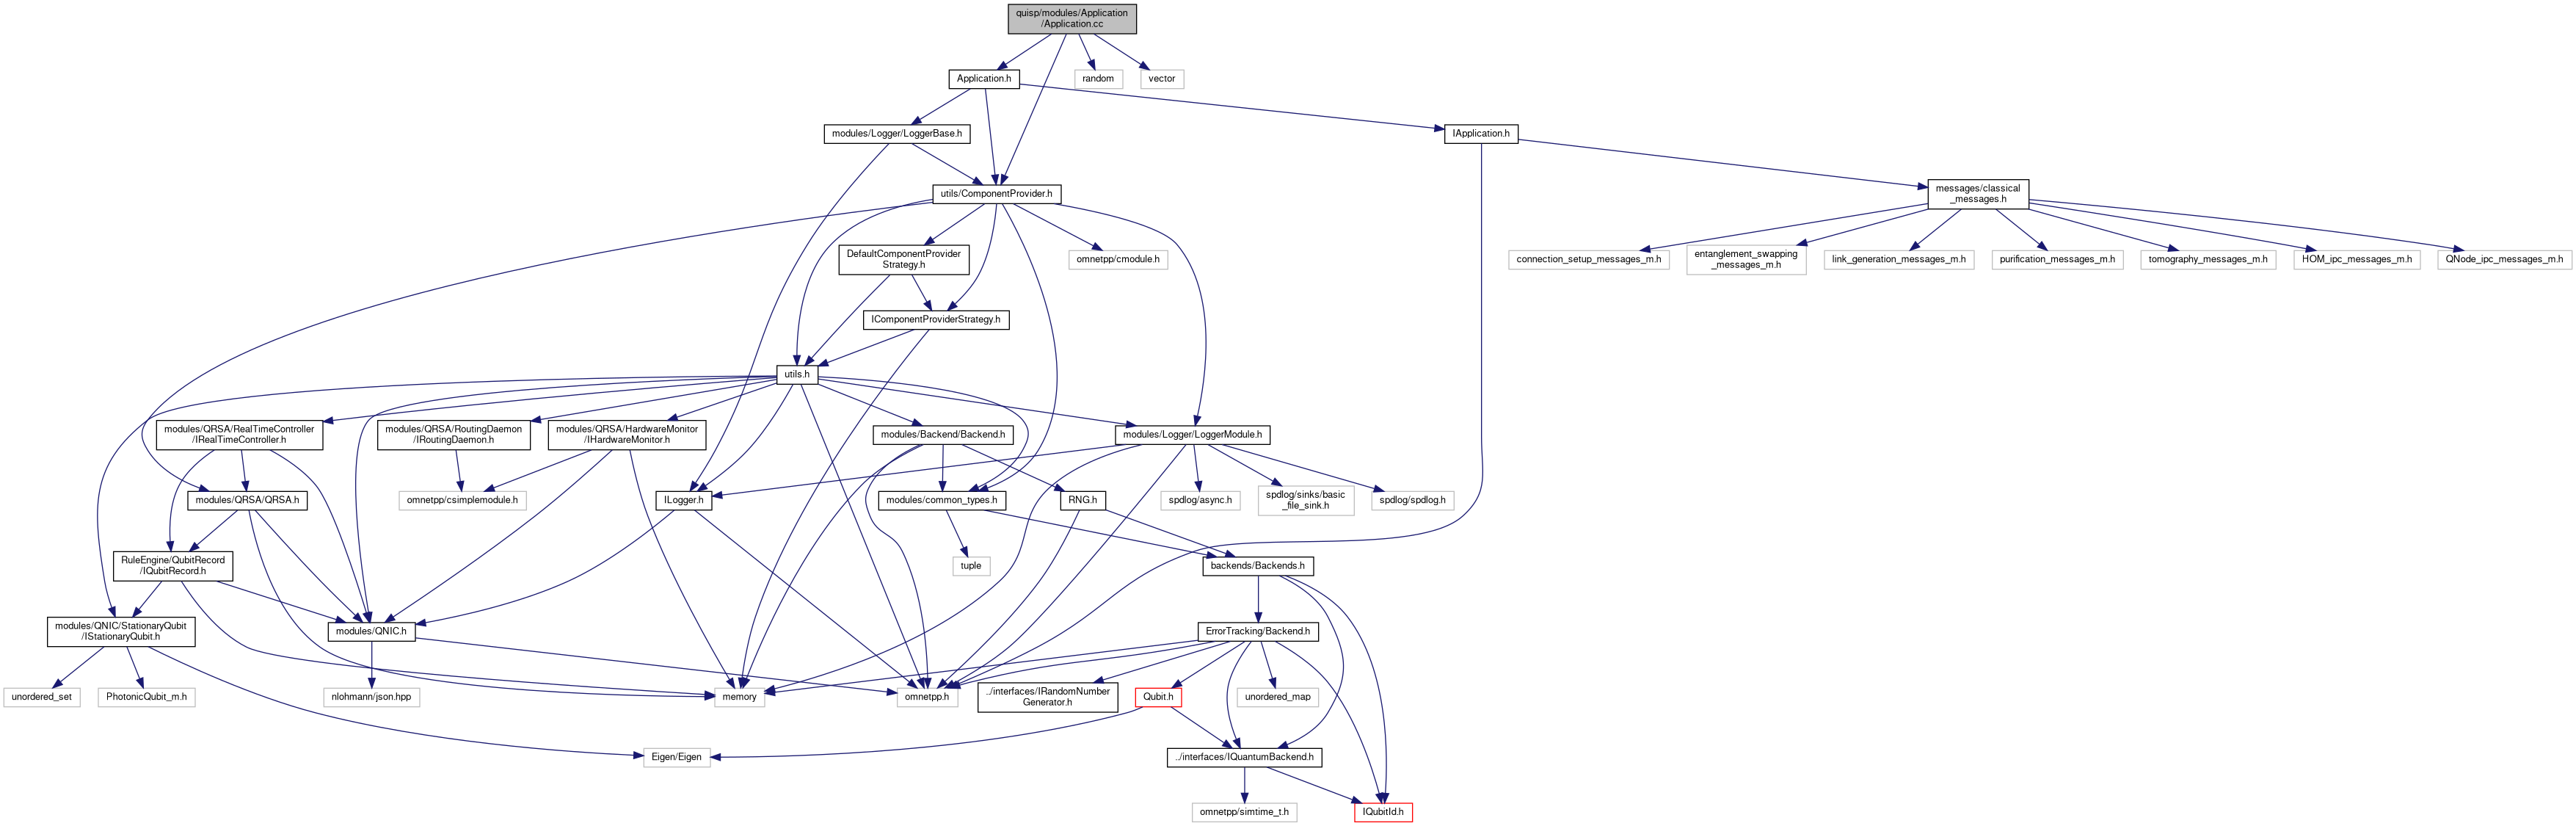 quisp/modules/Application
/Application.cc
Application.h
random
vector
modules/Logger/LoggerBase.h
IApplication.h
utils/ComponentProvider.h
messages/classical
_messages.h
DefaultComponentProvider
Strategy.h
omnetpp/cmodule.h
connection_setup_messages_m.h
entanglement_swapping
_messages_m.h
link_generation_messages_m.h
purification_messages_m.h
tomography_messages_m.h
HOM_ipc_messages_m.h
QNode_ipc_messages_m.h
IComponentProviderStrategy.h
utils.h
modules/QRSA/RealTimeController
/IRealTimeController.h
modules/QRSA/RoutingDaemon
/IRoutingDaemon.h
modules/QRSA/HardwareMonitor
/IHardwareMonitor.h
modules/Backend/Backend.h
modules/Logger/LoggerModule.h
modules/QRSA/QRSA.h
omnetpp/csimplemodule.h
ILogger.h
modules/common_types.h
RNG.h
spdlog/async.h
spdlog/sinks/basic
_file_sink.h
spdlog/spdlog.h
RuleEngine/QubitRecord
/IQubitRecord.h
tuple
backends/Backends.h
modules/QNIC/StationaryQubit
/IStationaryQubit.h
modules/QNIC.h
ErrorTracking/Backend.h
unordered_set
PhotonicQubit_m.h
nlohmann/json.hpp
memory
omnetpp.h
../interfaces/IRandomNumber
Generator.h
Qubit.h
unordered_map
Eigen/Eigen
../interfaces/IQuantumBackend.h
omnetpp/simtime_t.h
IQubitId.h